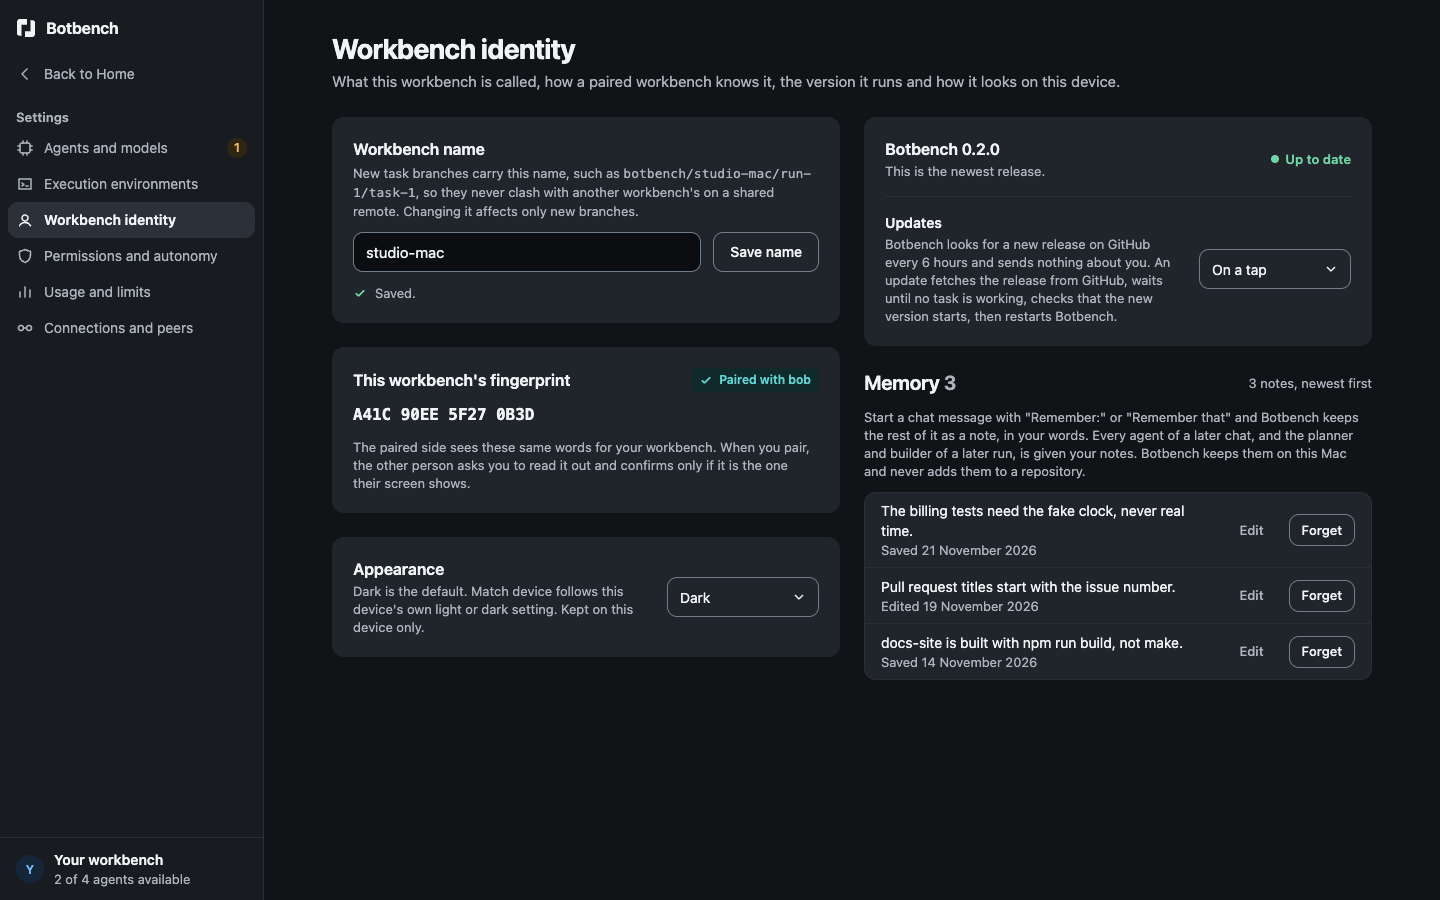 Botbench
Back to Home
Settings
Agents and models 1
Execution environments
Workbench identity
Permissions and autonomy
Usage and limits
Connections and peers
Y
Your workbench
2 of 4 agents available
Workbench identity
What this workbench is called, how a paired workbench knows it, the version it runs and how it looks on this device.
Workbench name
New task branches carry this name, such as botbench/studio-mac/run-
1/task-1, so they never clash with another workbench's on a shared
remote. Changing it affects only new branches.
studio-mac
Save name
Saved.
This workbench's fingerprint
Paired with bob
A41C 90EE 5F27 0B3D
The paired side sees these same words for your workbench. When you pair,
the other person asks you to read it out and confirms only if it is the one
their screen shows.
Appearance
Dark is the default. Match device follows this
device's own light or dark setting. Kept on this
device only.
Dark
Botbench 0.2.0
This is the newest release.
Up to date
Updates
Botbench looks for a new release on GitHub
every 6 hours and sends nothing about you. An
update fetches the release from GitHub, waits
until no task is working, checks that the new
version starts, then restarts Botbench.
On a tap
Memory 3
3 notes, newest first
Start a chat message with "Remember:" or "Remember that" and Botbench keeps
the rest of it as a note, in your words. Every agent of a later chat, and the planner
and builder of a later run, is given your notes. Botbench keeps them on this Mac
and never adds them to a repository.
The billing tests need the fake clock, never real
time.
Saved 21 November 2026
Edit
Forget
Pull request titles start with the issue number.
Edited 19 November 2026
Edit
Forget
docs-site is built with npm run build, not make.
Saved 14 November 2026
Edit
Forget